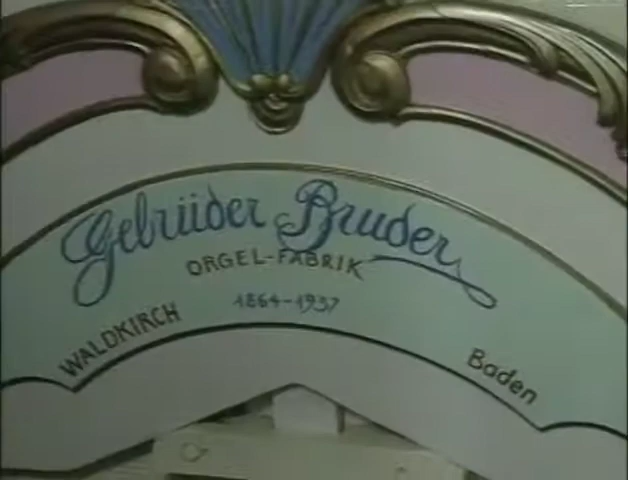 Gebrüder Bruder
ORGEL-FABRIK
1864-1937
WALDKIRCH
Baden